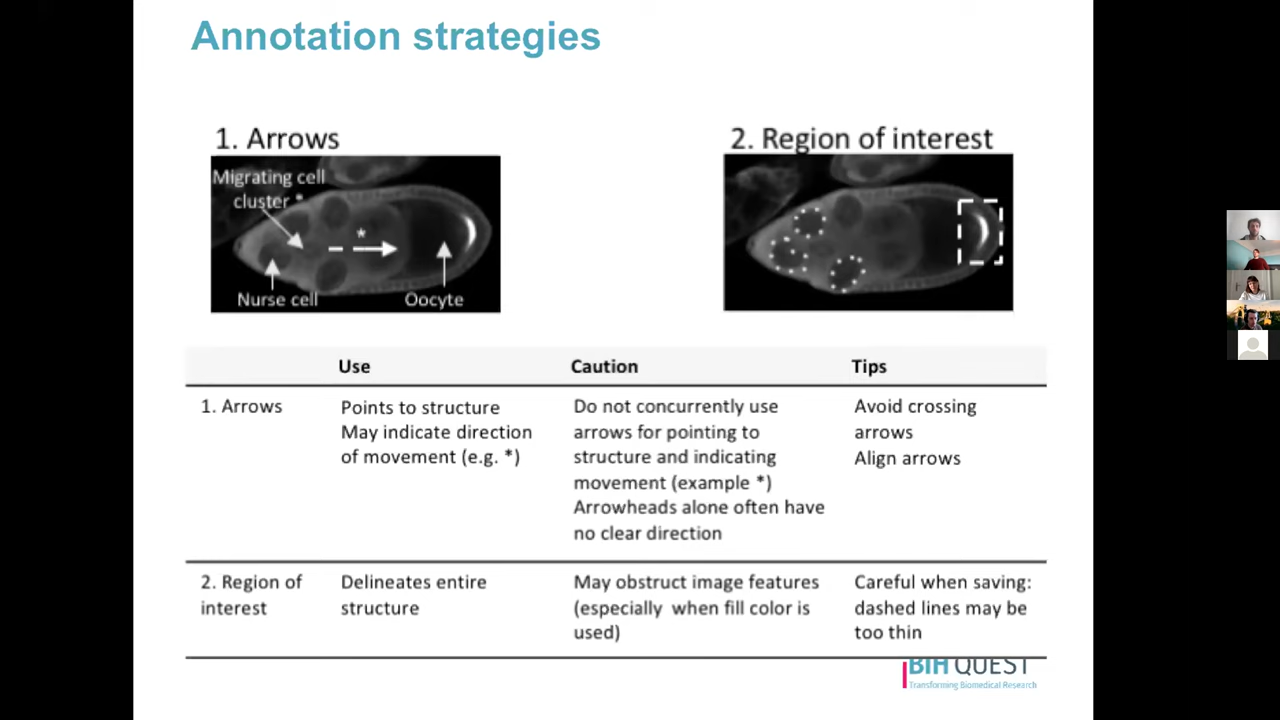 Annotation strategies
1. Arrows
2. Region of interest
Migrating cell
cluster *
*
Nurse cell
Oocyte
Use
Caution
Tips
1. Arrows
Points to structure
May indicate direction
of movement (e.g. *)
Do not concurrently use
arrows for pointing to
structure and indicating
movement (example *)
Arrowheads alone often have
no clear direction
Avoid crossing
arrows
Align arrows
2. Region of
interest
Delineates entire
structure
May obstruct image features
(especially when fill color is
used)
Careful when saving:
dashed lines may be
too thin
BIH QUEST
Transforming Biomedical Research